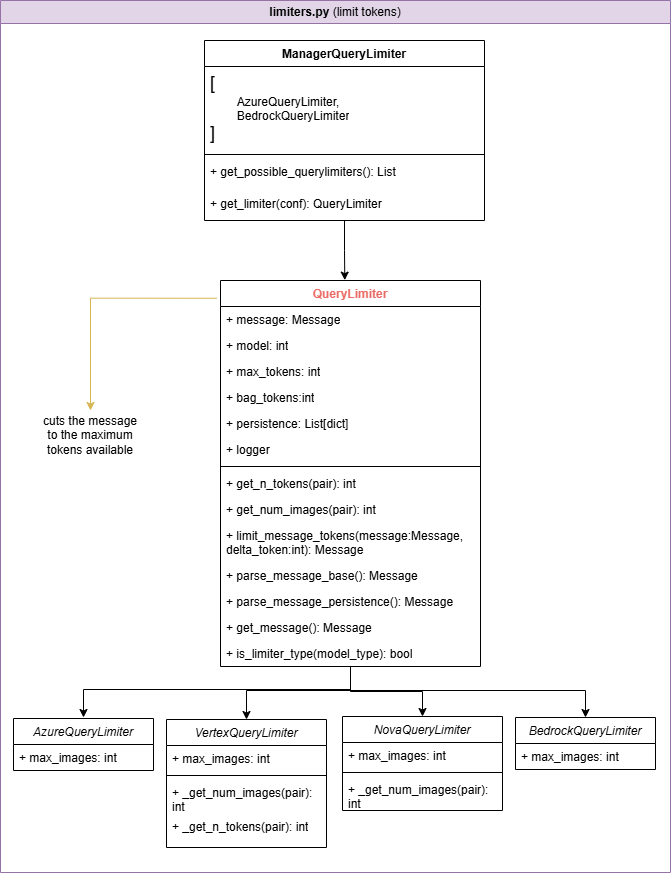 limiters.py (limit tokens)
ManagerQueryLimiter
[
AzureQueryLimiter,
BedrockQueryLimiter
]
+ get_possible_querylimiters(): List
+ get_limiter(conf): QueryLimiter
QueryLimiter
+ message: Message
+ model: int
+ max_tokens: int
+ bag_tokens:int
+ persistence: List[dict]
+ logger
cuts the message
to the maximum
tokens available
+ get_n_tokens(pair): int
+ get_num_images(pair): int
+ limit_message_tokens(message:Message,
delta_token:int): Message
+ parse_message_base(): Message
+ parse_message_persistence(): Message
+ get_message(): Message
+ is_limiter_type(model_type): bool
AzureQueryLimiter
+ max_images: int
VertexQueryLimiter
+ max_images: int
+ _get_num_images(pair):
int
+ _get_n_tokens(pair): int
NovaQueryLimiter
+ max_images: int
+ _get_num_images(pair):
int
BedrockQueryLimiter
+ max_images: int